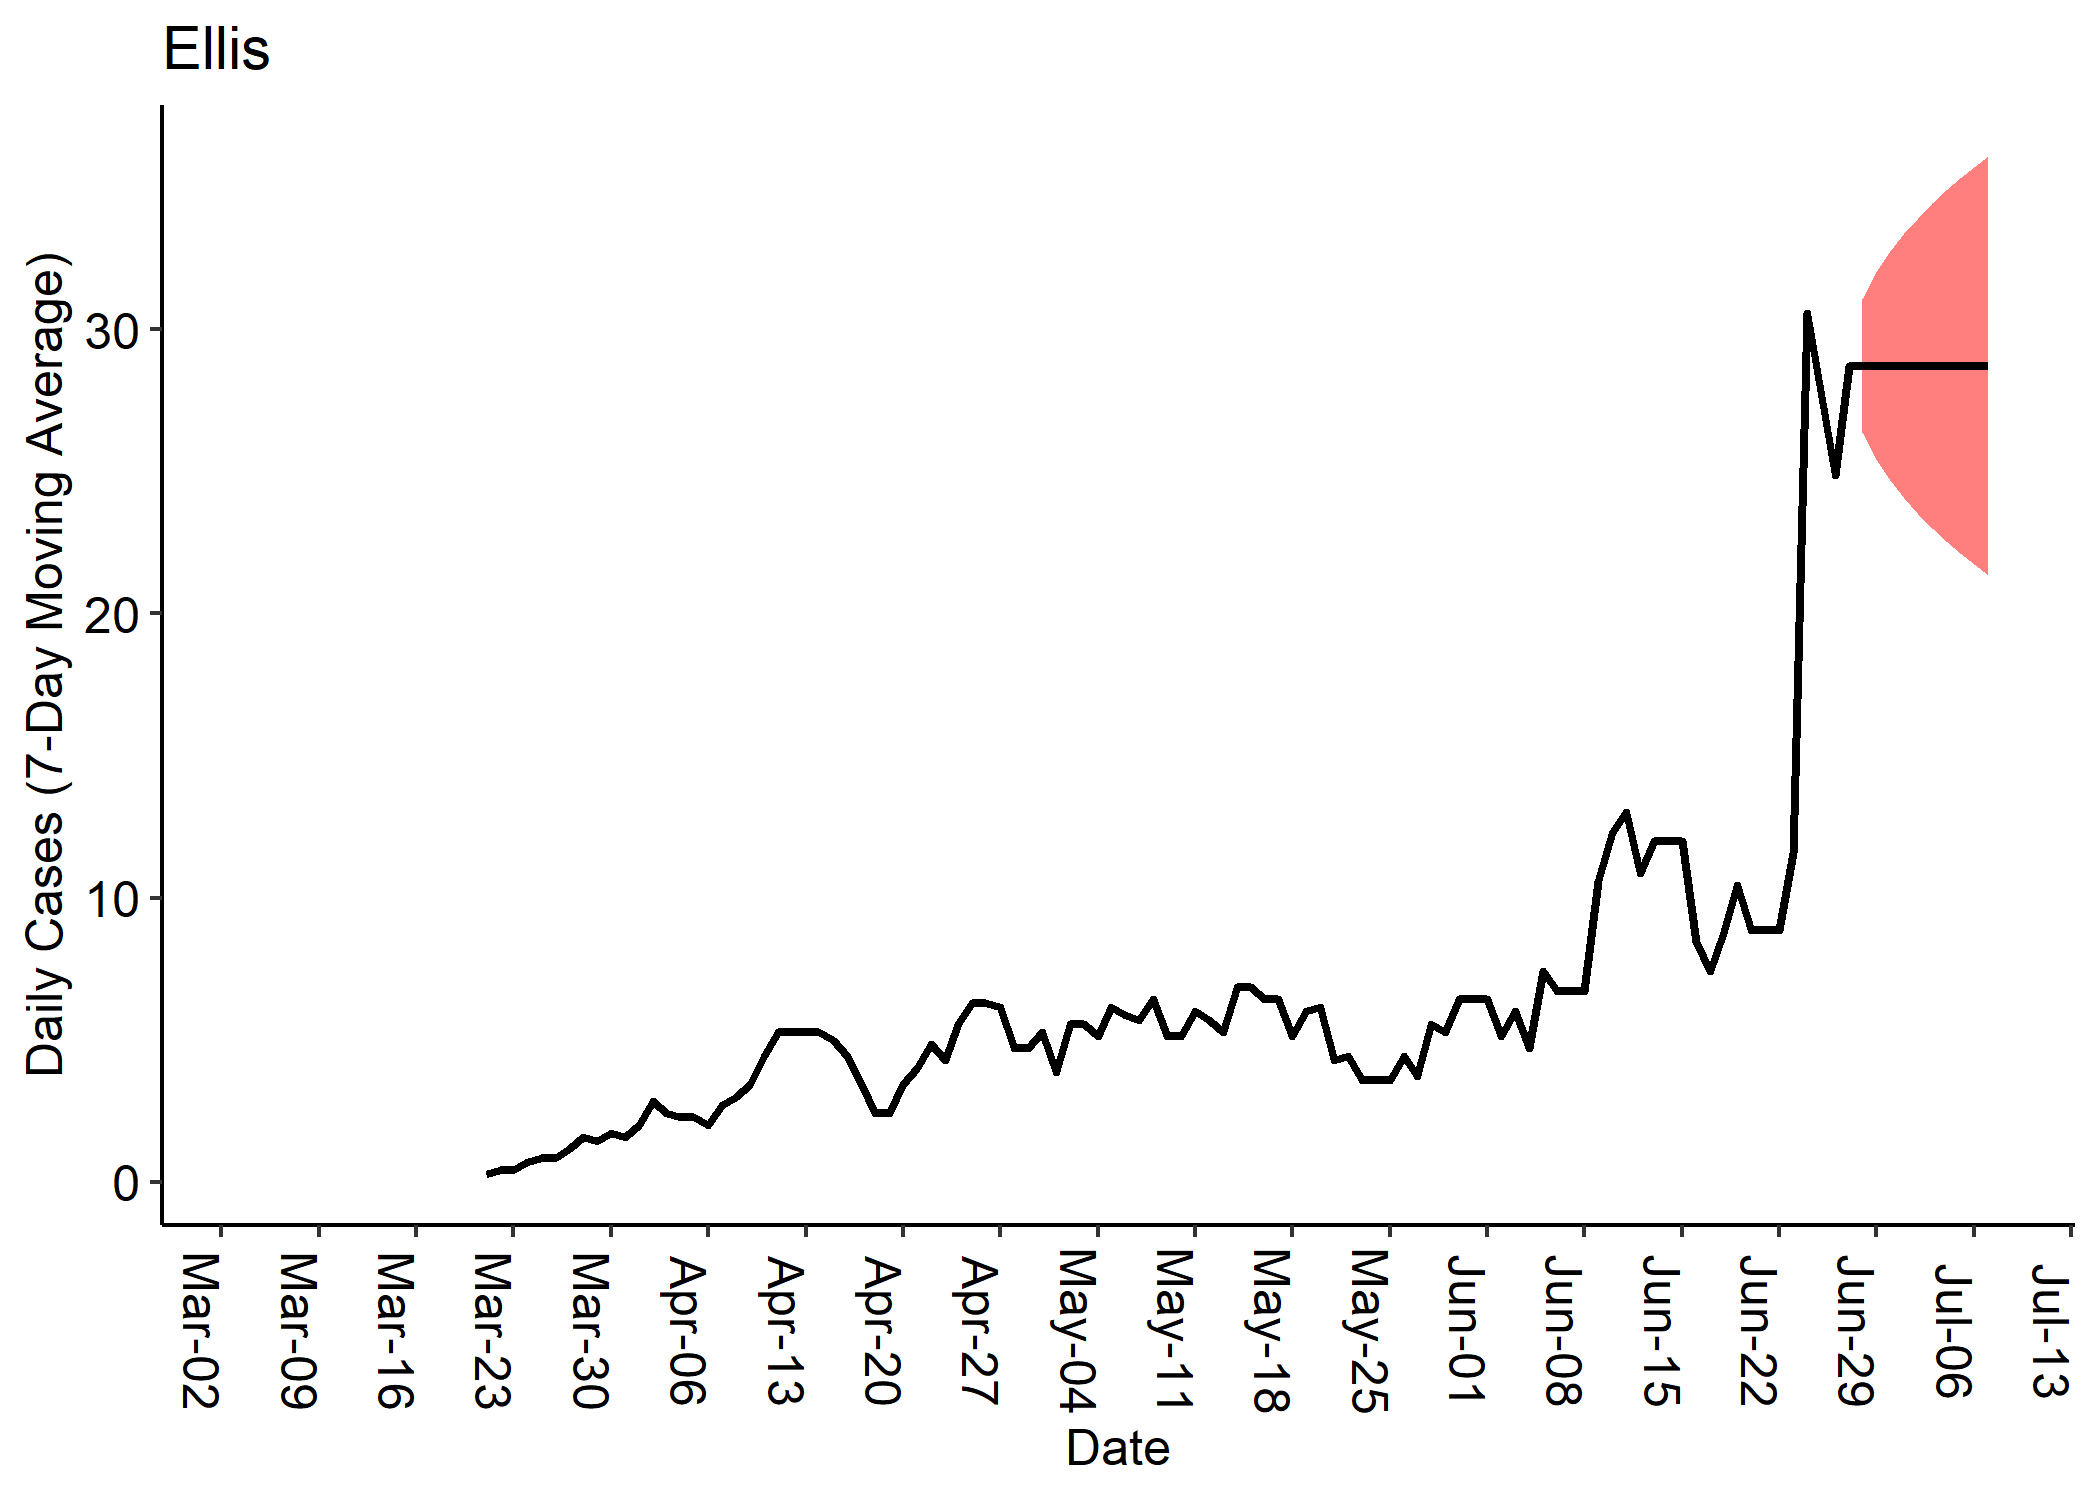 Ellis
Daily Cases (7-Day Moving Average)
30
20
10
0
Mar-02
Mar-09
Mar-16
Mar-23
Mar-30
Apr-06
Apr-13
Apr-20
Apr-27
May-04
May-11
May-18
May-25
Jun-01
Jun-08
Jun-15
Jun-22
Jun-29
Jul-06
Jul-13
Date